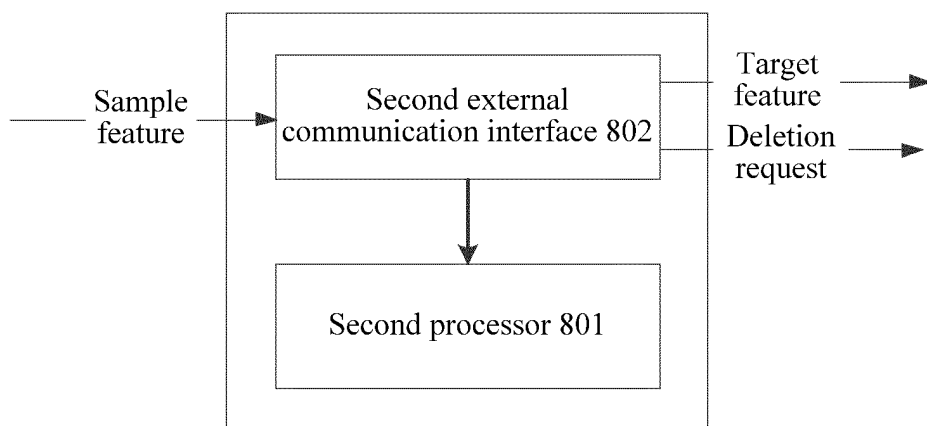 Sample
feature
Second external
communication interface 802
Target
feature
Deletion
request
Second processor 801